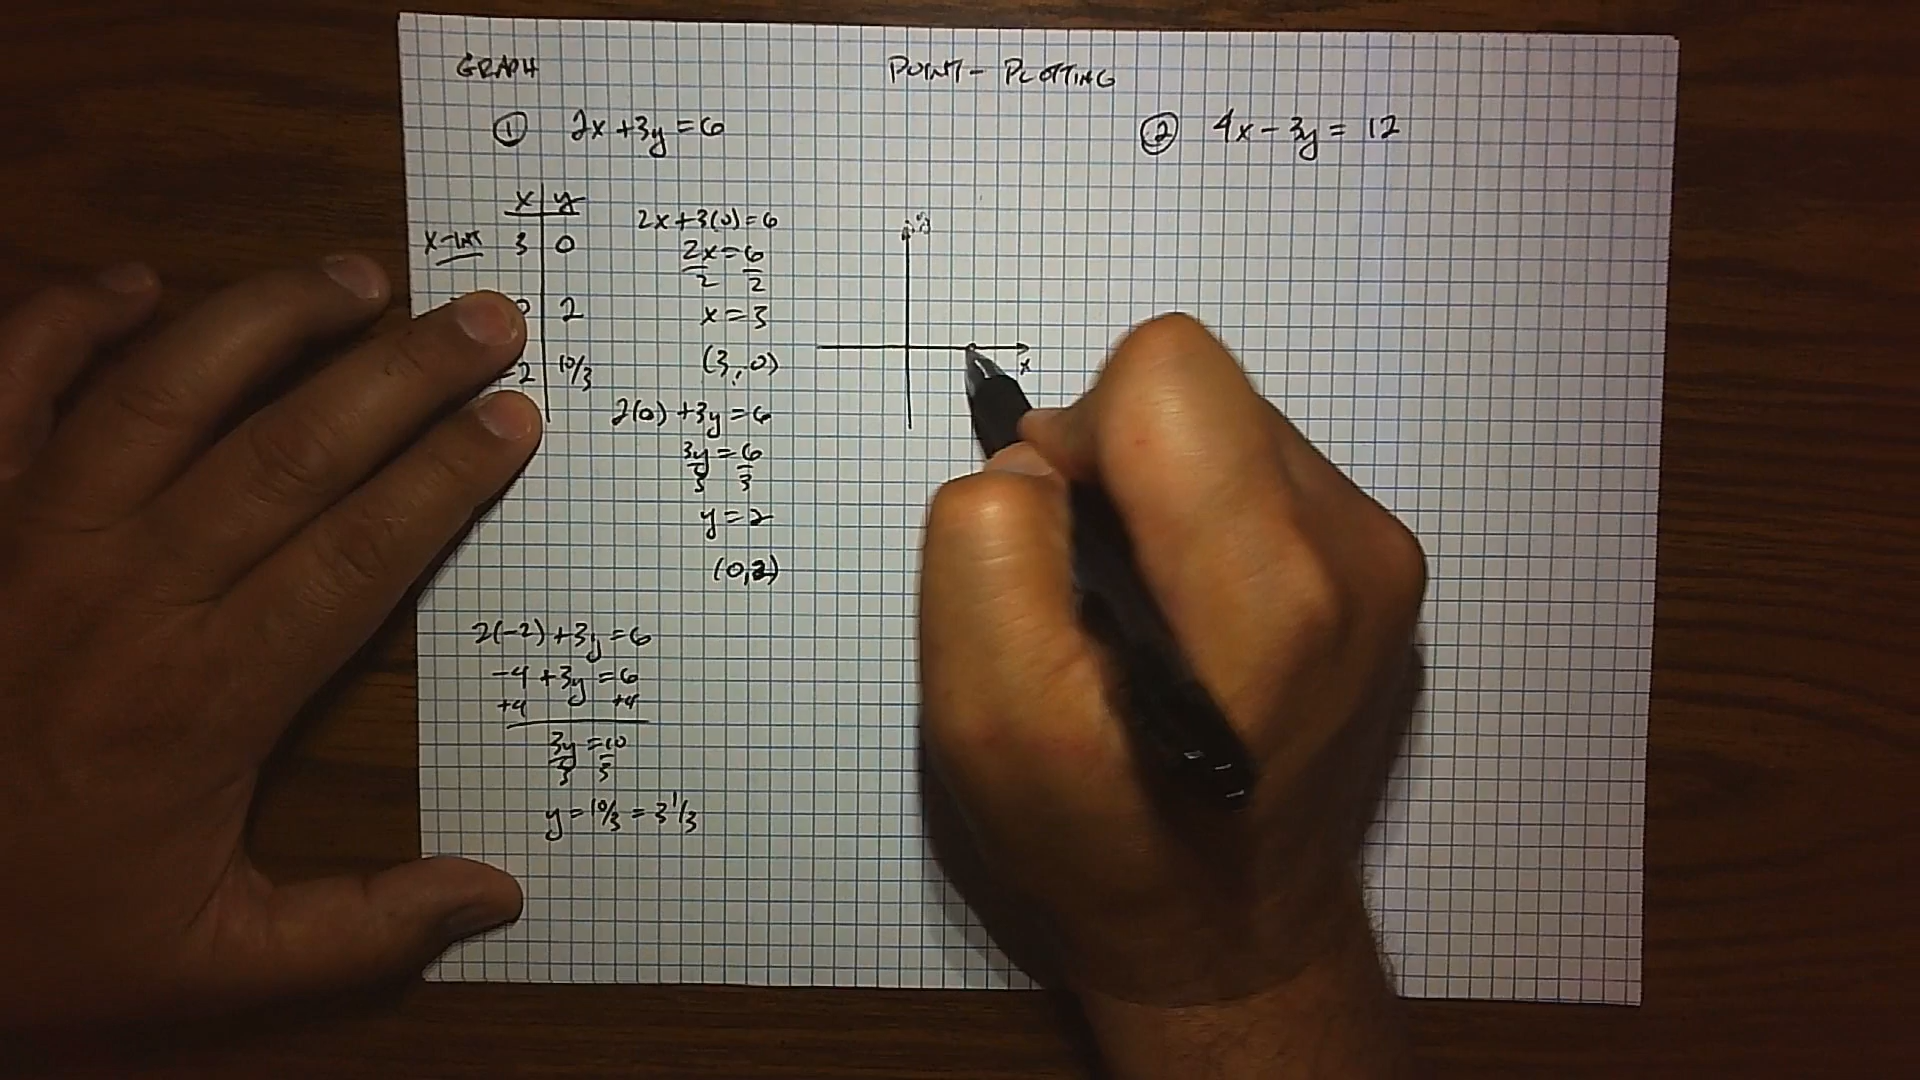 GRAPH
POINT-PLOTTING
① 2x+3y=6
② 4x-3y=12
x y
x-INT 3 0
0 2
-2 10/3
2x+3(0)=6
2x=6
2 2
x=3
(3,0)
2(0)+3y=6
3y=6
3 3
y=2
(0,2)
2(-2)+3y=6
-4+3y=6
+4 +4
3y=10
3 3
y=10/3=3 1/3
y
x